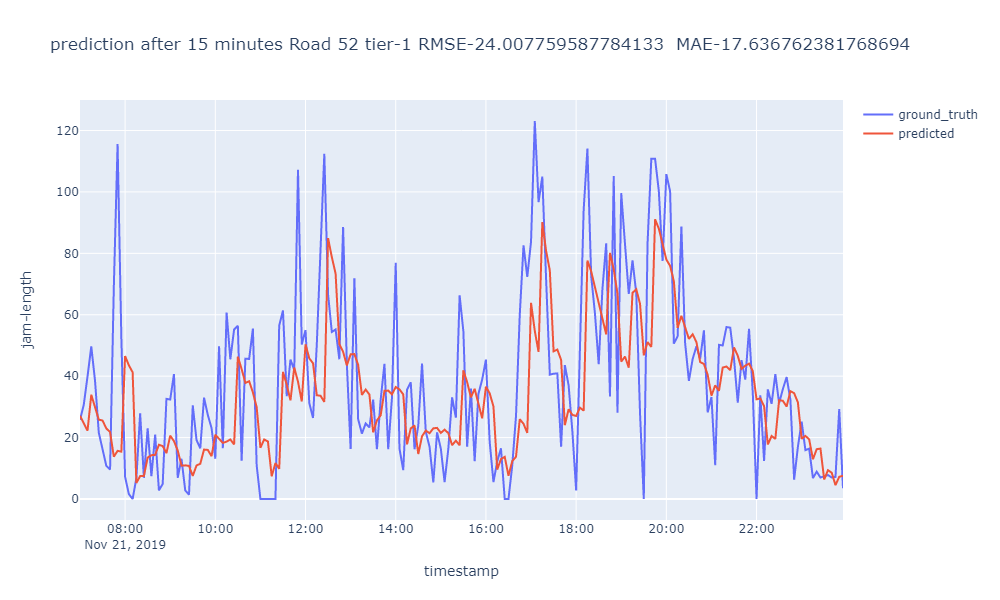 prediction after 15 minutes Road 52 tier-1 RMSE-24.007759587784133  MAE-17.636762381768694
ground_truth
predicted
120
100
80
60
40
20
0
jam-length
08:00 10:00 12:00 14:00 16:00 18:00 20:00 22:00
Nov 21, 2019
timestamp